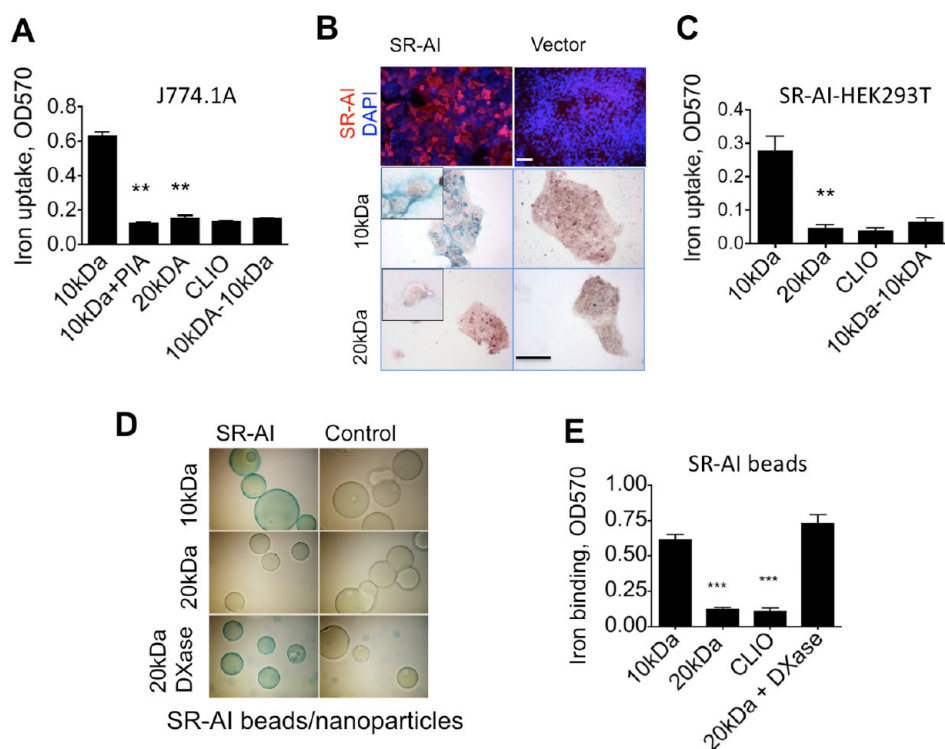 A
J774.1A
Iron uptake, OD570
0.8
0.6
0.4
0.2
0.0
**
**
10kDa
10kDa+PIA
20kDA
CLIO
10kDA-10kDa
B
SR-AI
Vector
SR-AI
DAPI
10kDa
20kDa
C
SR-AI-HEK293T
Iron uptake, OD570
0.4
0.3
0.2
0.1
0.0
**
10kDa
20kDa
CLIO
10kDa-10kDA
D
SR-AI
Control
10kDa
20kDa
20kDa
DXase
SR-AI beads/nanoparticles
E
SR-AI beads
Iron binding, OD570
1.00
0.75
0.50
0.25
0.00
***
***
10kDa
20kDa
CLIO
20kDa + DXase